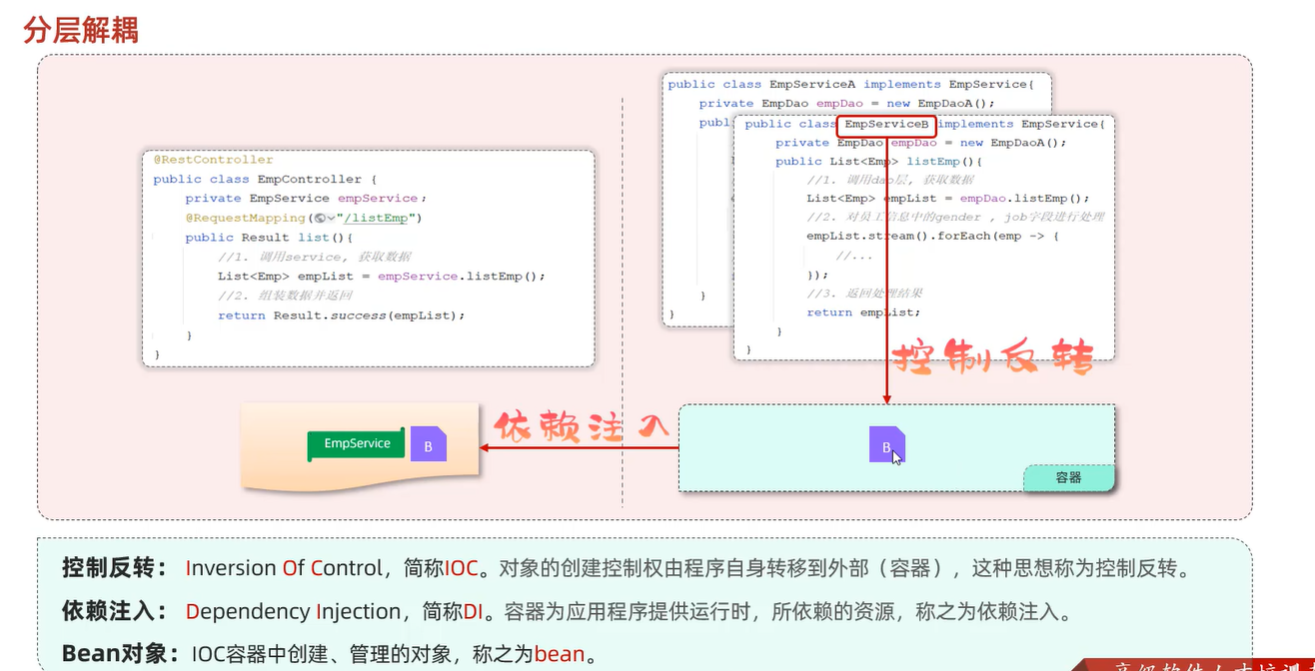 分层解耦
@RestController
public class EmpController {
private EmpService empService;
@RequestMapping("/listEmp")
public Result list(){
//1. 调用service, 获取数据
List<Emp> empList = empService.listEmp();
//2. 组装数据并返回
return Result.success(empList);
}
}
public class EmpServiceA implements EmpService{
private EmpDao empDao = new EmpDaoA();
publ
}
}
public class EmpServiceB implements EmpService{
private EmpDao empDao = new EmpDaoA();
public List<Emp> listEmp(){
//1. 调用dao层, 获取数据
List<Emp> empList = empDao.listEmp();
//2. 对员工信息中的gender , job字段进行处理
empList.stream().forEach(emp -> {
//...
});
//3. 返回处理结果
return empList;
}
}
控制反转
依赖注入
EmpService
B
B
容器
控制反转： Inversion Of Control，简称IOC。对象的创建控制权由程序自身转移到外部（容器），这种思想称为控制反转。
依赖注入： Dependency Injection，简称DI。容器为应用程序提供运行时，所依赖的资源，称之为依赖注入。
Bean对象：IOC容器中创建、管理的对象，称之为bean。